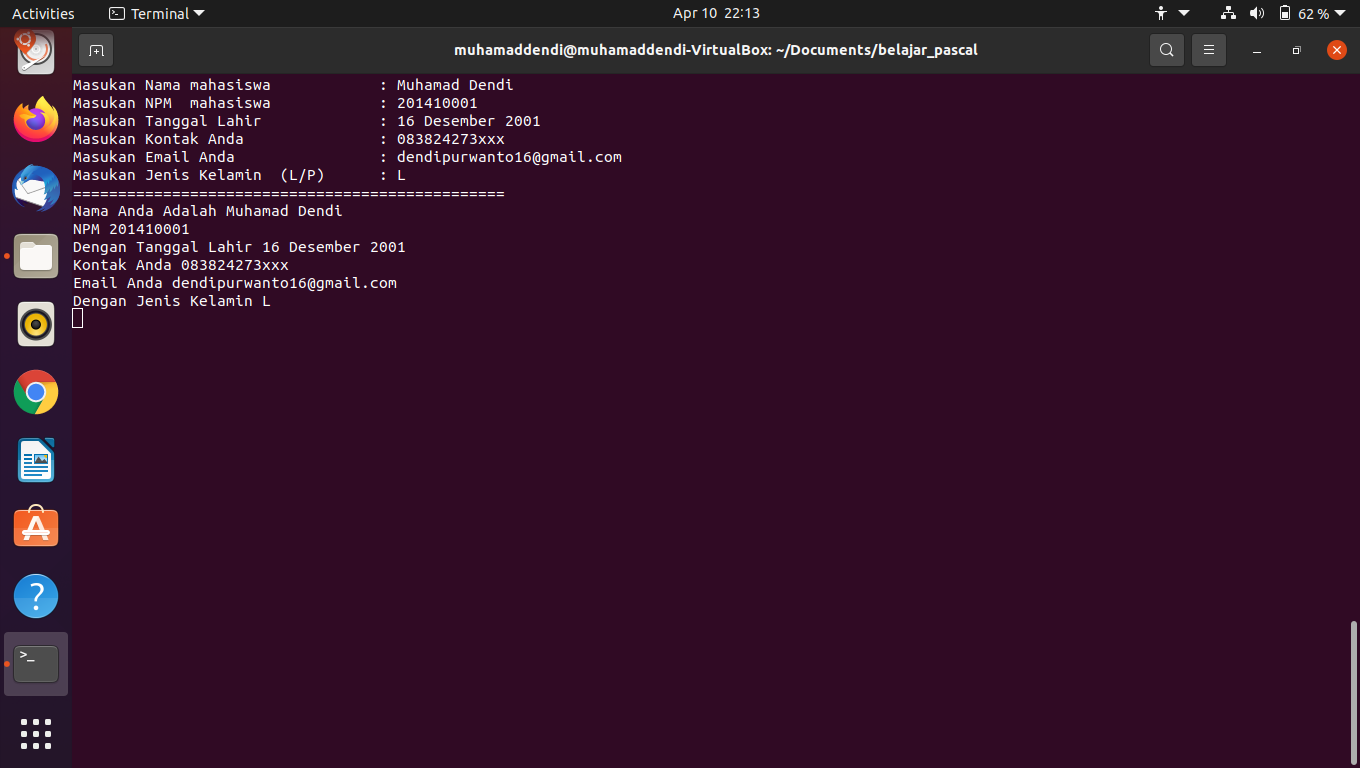 Activities Terminal Apr 10 22:13 62 %
muhamaddendi@muhamaddendi-VirtualBox: ~/Documents/belajar_pascal
Masukan Nama mahasiswa            : Muhamad Dendi
Masukan NPM  mahasiswa            : 201410001
Masukan Tanggal Lahir             : 16 Desember 2001
Masukan Kontak Anda               : 083824273xxx
Masukan Email Anda                : dendipurwanto16@gmail.com
Masukan Jenis Kelamin  (L/P)      : L
================================================
Nama Anda Adalah Muhamad Dendi
NPM 201410001
Dengan Tanggal Lahir 16 Desember 2001
Kontak Anda 083824273xxx
Email Anda dendipurwanto16@gmail.com
Dengan Jenis Kelamin L